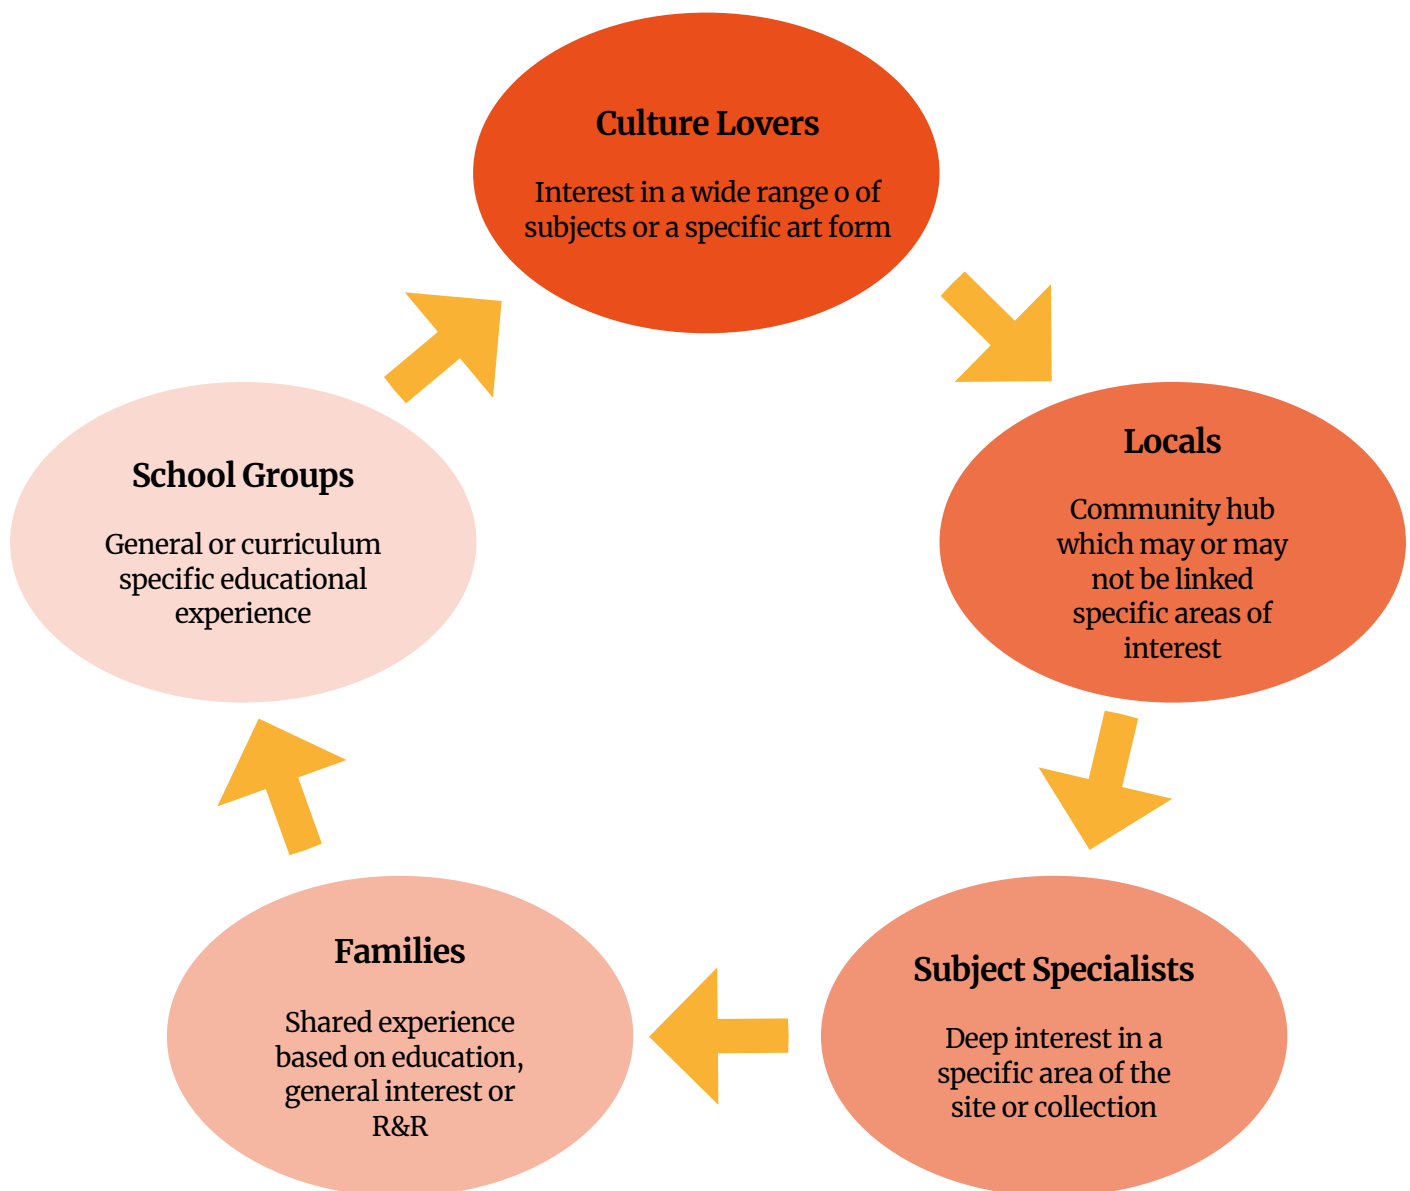 Culture Lovers
Interest in a wide range o of
subjects or a specific art form
Locals
Community hub
which may or may
not be linked
specific areas of
interest
Subject Specialists
Deep interest in a
specific area of the
site or collection
Families
Shared experience
based on education,
general interest or
R&R
School Groups
General or curriculum
specific educational
experience